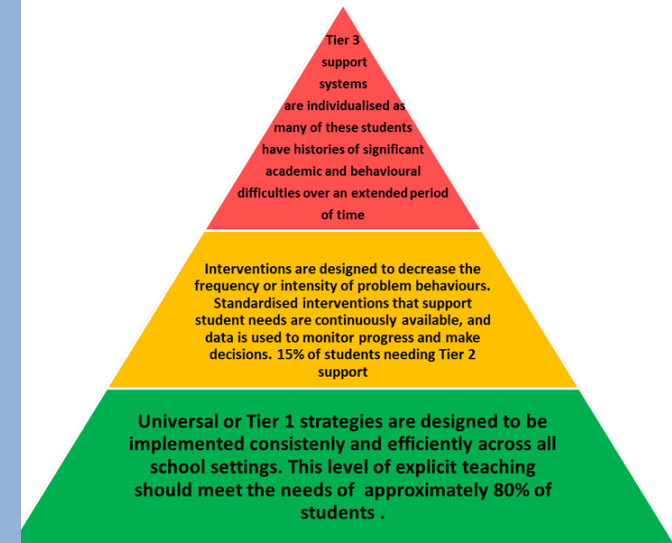 Tier 3
support
systems
are individualised as
many of these students
have histories of significant
academic and behavioural
difficulties over an extended period
of time
Interventions are designed to decrease the
frequency or intensity of problem behaviours.
Standardised interventions that support
student needs are continuously available, and
data is used to monitor progress and make
decisions. 15% of students needing Tier 2
support
Universal or Tier 1 strategies are designed to be
implemented consistenly and efficiently across all
school settings. This level of explicit teaching
should meet the needs of  approximately 80% of
students .